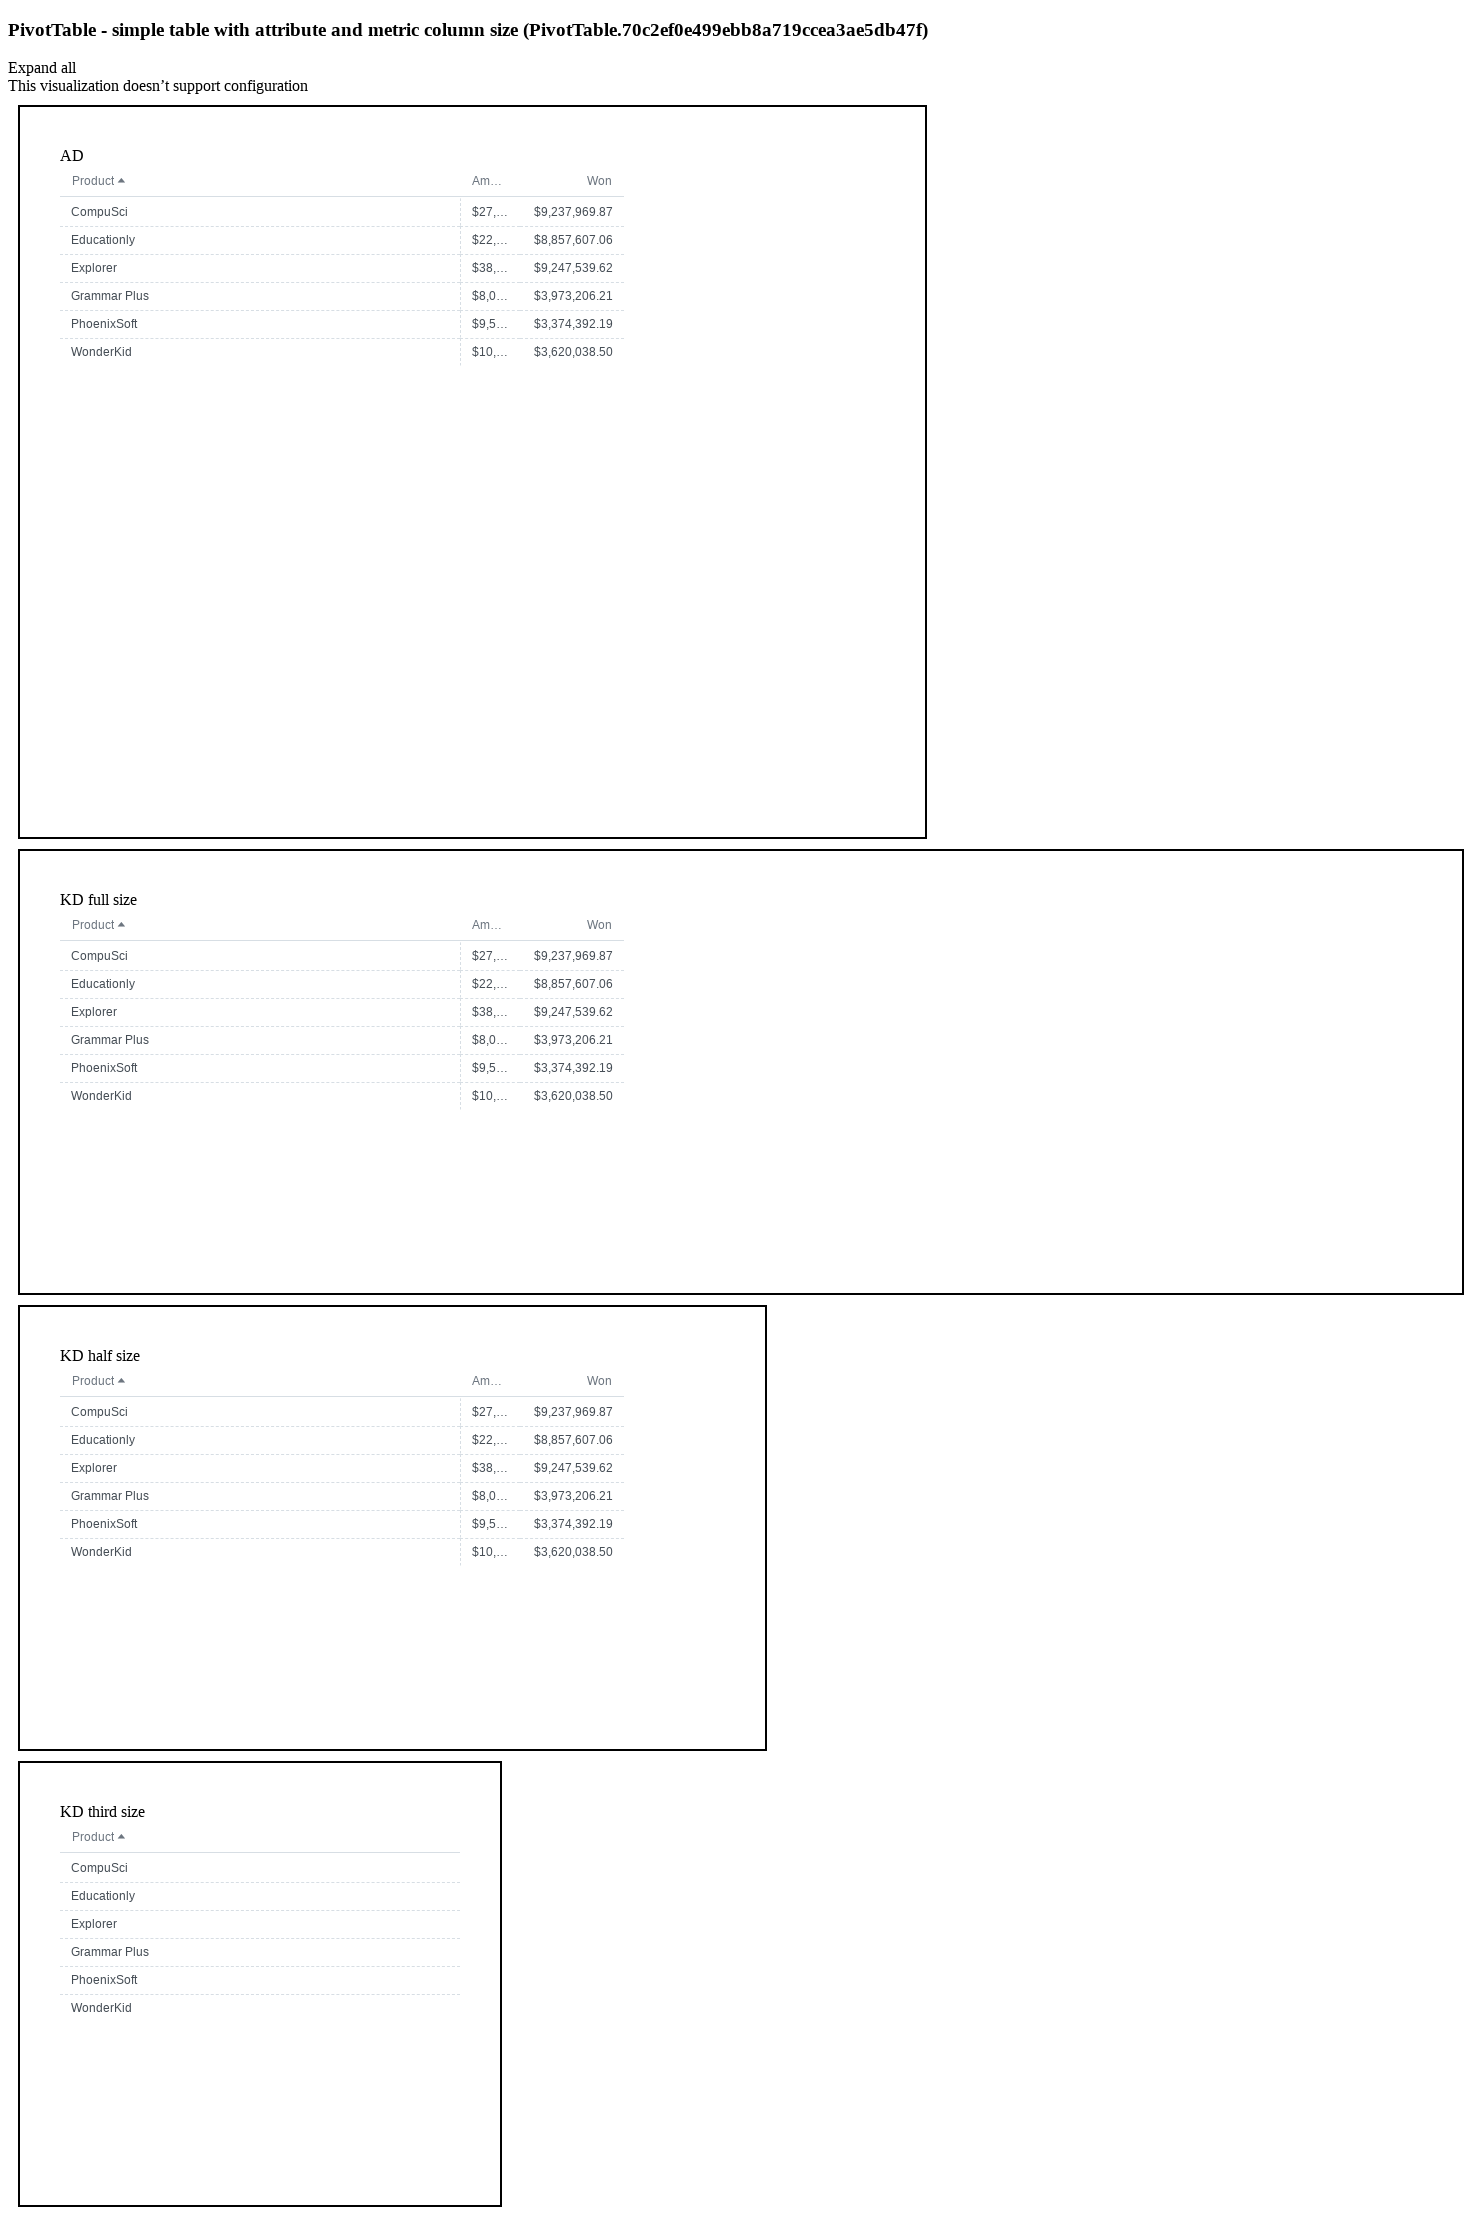 PivotTable - simple table with attribute and metric column size (PivotTable.70c2ef0e499ebb8a719ccea3ae5db47f)
Expand all
This visualization doesn’t support configuration
AD
Product Am… Won
CompuSci $27,… $9,237,969.87
Educationly $22,… $8,857,607.06
Explorer $38,… $9,247,539.62
Grammar Plus $8,0… $3,973,206.21
PhoenixSoft $9,5… $3,374,392.19
WonderKid $10,… $3,620,038.50
KD full size
Product Am… Won
CompuSci $27,… $9,237,969.87
Educationly $22,… $8,857,607.06
Explorer $38,… $9,247,539.62
Grammar Plus $8,0… $3,973,206.21
PhoenixSoft $9,5… $3,374,392.19
WonderKid $10,… $3,620,038.50
KD half size
Product Am… Won
CompuSci $27,… $9,237,969.87
Educationly $22,… $8,857,607.06
Explorer $38,… $9,247,539.62
Grammar Plus $8,0… $3,973,206.21
PhoenixSoft $9,5… $3,374,392.19
WonderKid $10,… $3,620,038.50
KD third size
Product
CompuSci
Educationly
Explorer
Grammar Plus
PhoenixSoft
WonderKid